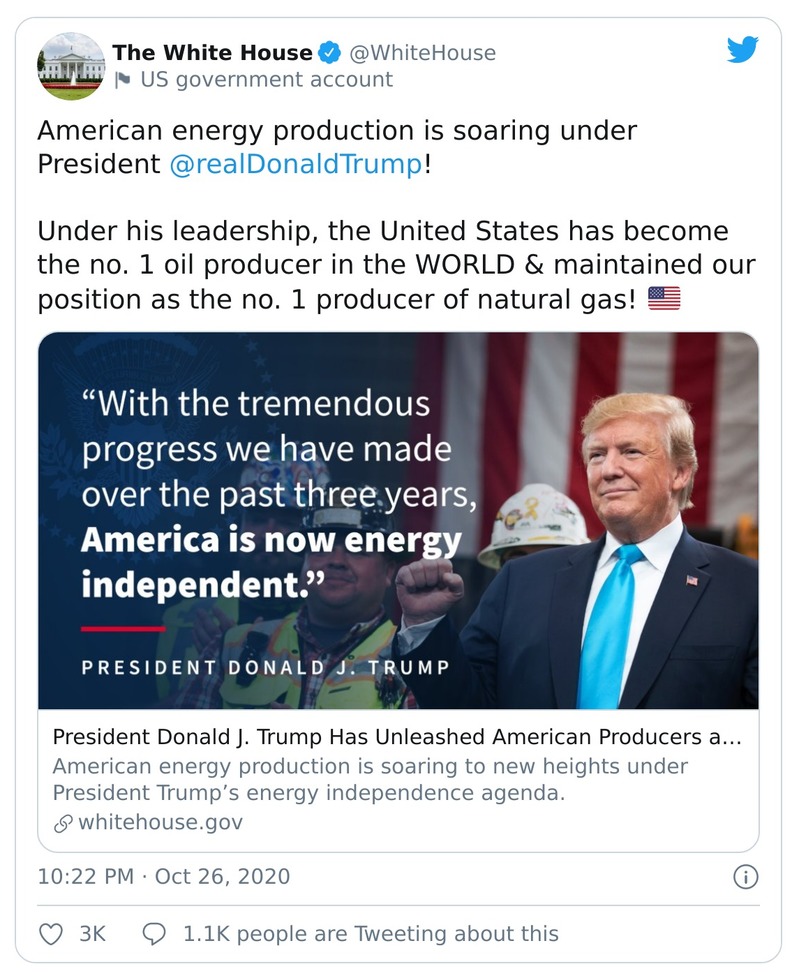 The White House @WhiteHouse
US government account
American energy production is soaring under
President @realDonaldTrump!
Under his leadership, the United States has become
the no. 1 oil producer in the WORLD & maintained our
position as the no. 1 producer of natural gas! 🇺🇸
“With the tremendous
progress we have made
over the past three years,
America is now energy
independent.”
PRESIDENT DONALD J. TRUMP
President Donald J. Trump Has Unleashed American Producers a...
American energy production is soaring to new heights under
President Trump’s energy independence agenda.
whitehouse.gov
10:22 PM · Oct 26, 2020
3K 1.1K people are Tweeting about this